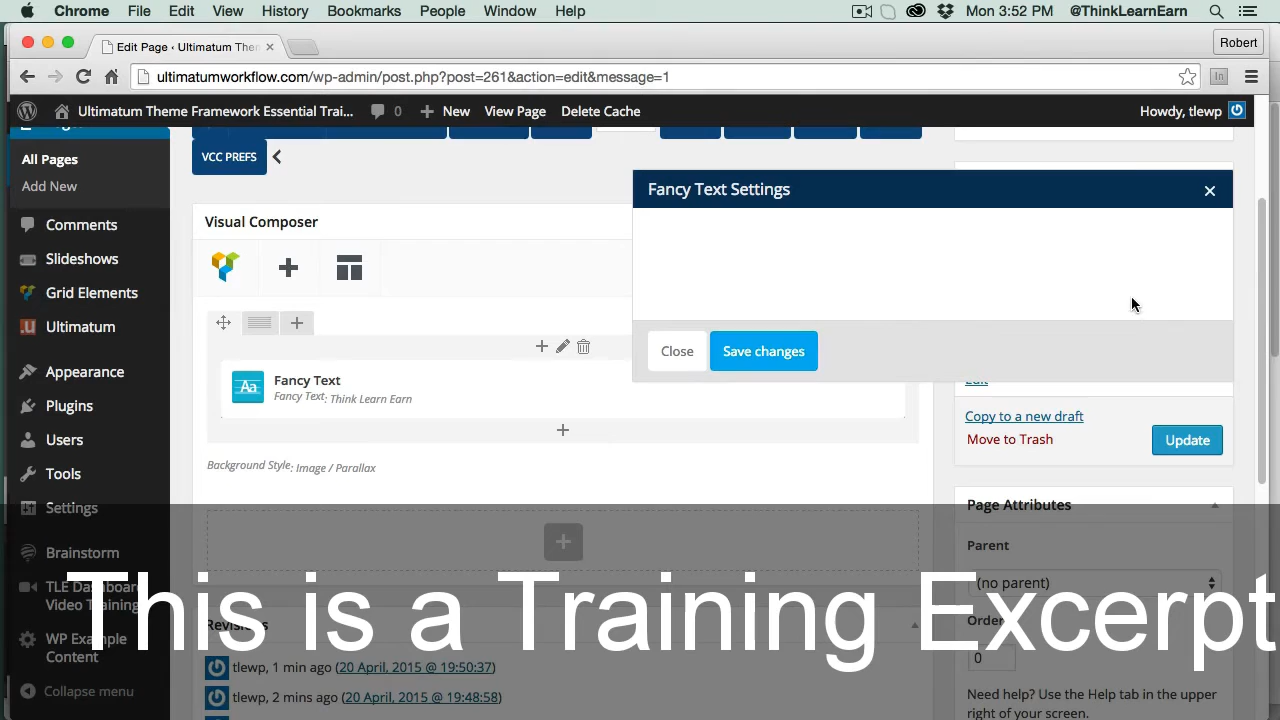 Chrome File Edit View History Bookmarks People Window Help Mon 3:52 PM @ThinkLearnEarn
Edit Page ‹ Ultimatum Then × Robert
ultimatumworkflow.com/wp-admin/post.php?post=261&action=edit&message=1
Ultimatum Theme Framework Essential Trai... 0 New View Page Delete Cache Howdy, tlewp
All Pages
Add New
Comments
Slideshows
Grid Elements
Ultimatum
Appearance
Plugins
Users
Tools
Settings
Brainstorm
TLE Dashboar
Video Training
WP Example
Content
Collapse menu
VCC PREFS
Visual Composer
Aa Fancy Text
Fancy Text: Think Learn Earn
Background Style: Image / Parallax
Fancy Text Settings
Close Save changes
Edit
Copy to a new draft
Move to Trash Update
Page Attributes
Parent
(no parent)
Order
0
Need help? Use the Help tab in the upper
right of your screen.
Revisions
tlewp, 1 min ago (20 April, 2015 @ 19:50:37)
tlewp, 2 mins ago (20 April, 2015 @ 19:48:58)
This is a Training Excerpt